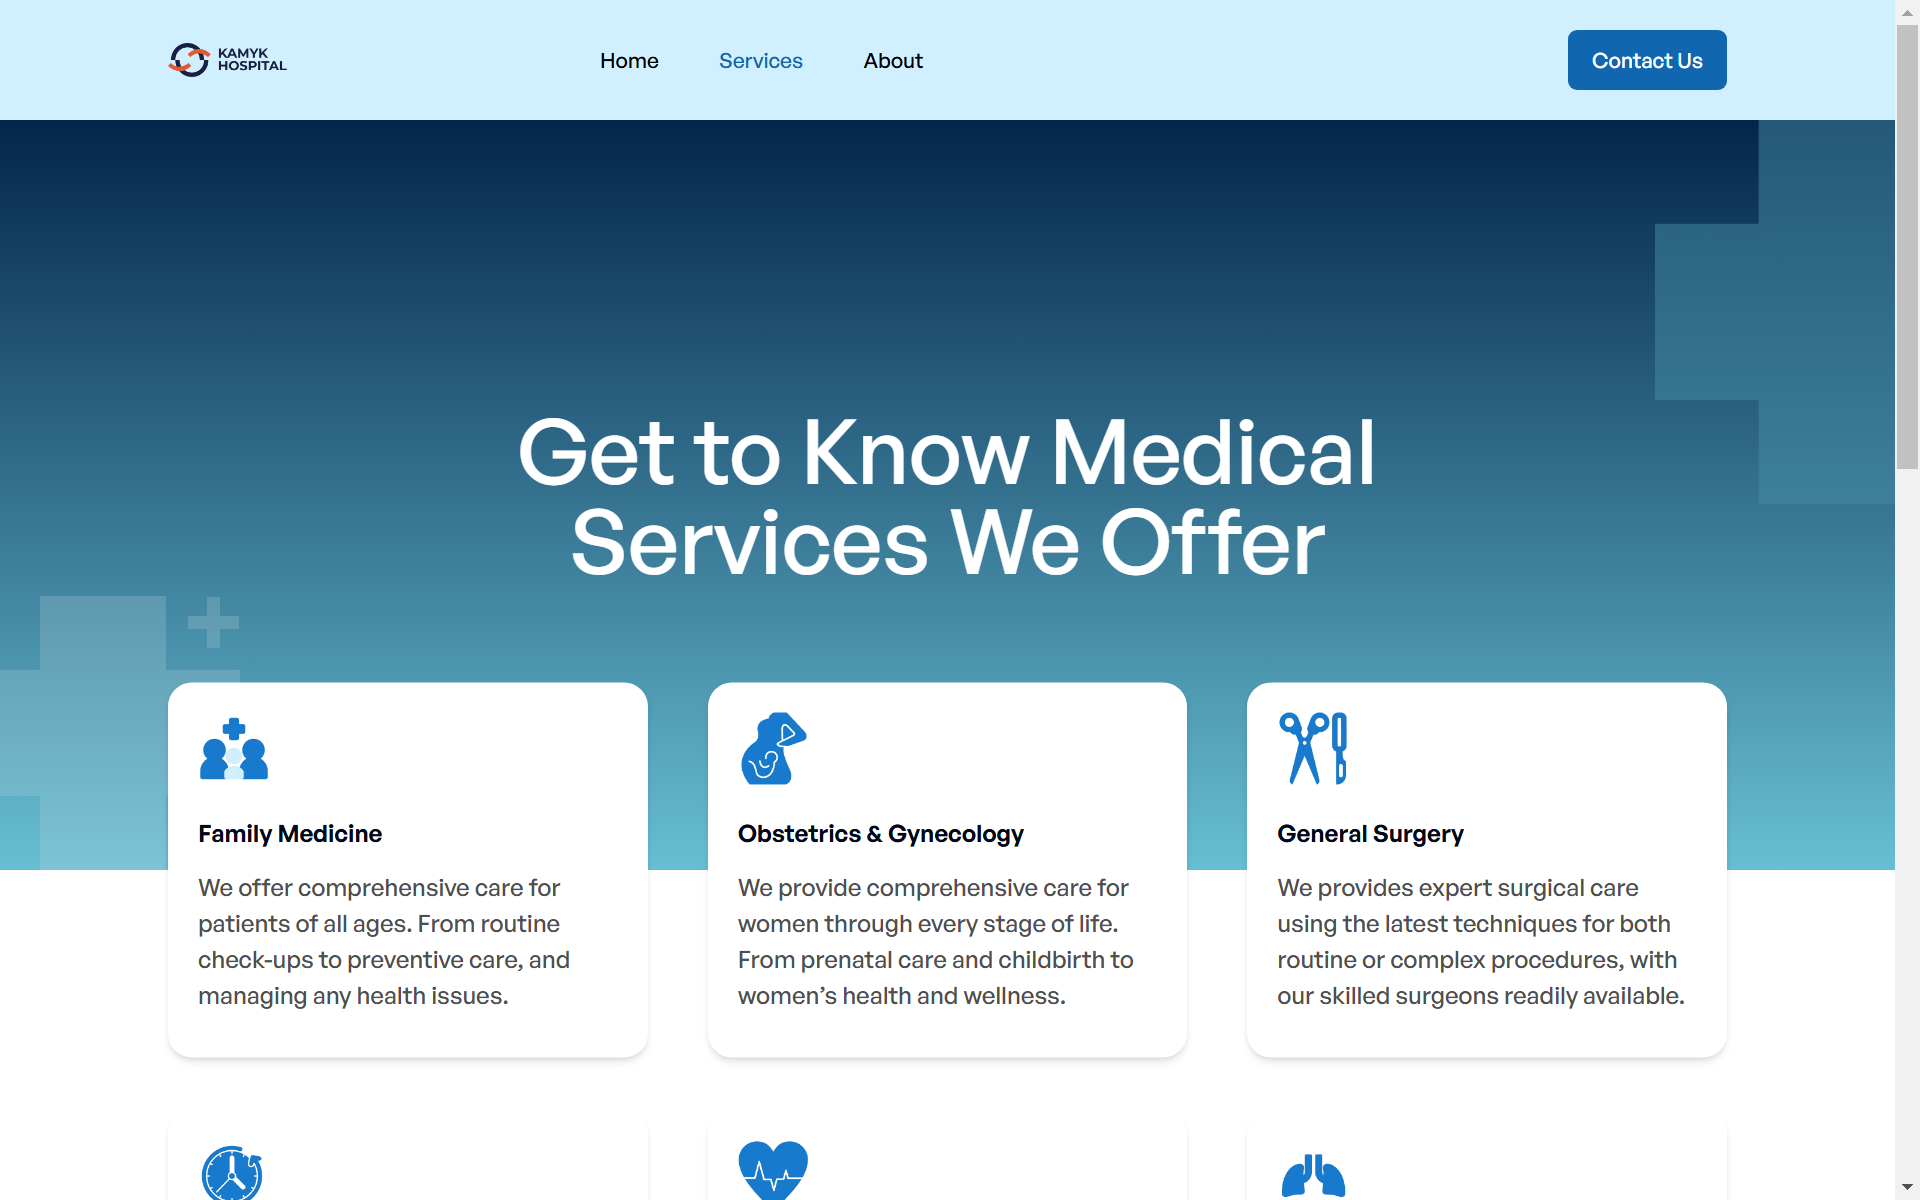 KAMYK
HOSPITAL
Home
Services
About
Contact Us
Get to Know Medical
Services We Offer
Family Medicine
We offer comprehensive care for
patients of all ages. From routine
check-ups to preventive care, and
managing any health issues.
Obstetrics & Gynecology
We provide comprehensive care for
women through every stage of life.
From prenatal care and childbirth to
women’s health and wellness.
General Surgery
We provides expert surgical care
using the latest techniques for both
routine or complex procedures, with
our skilled surgeons readily available.